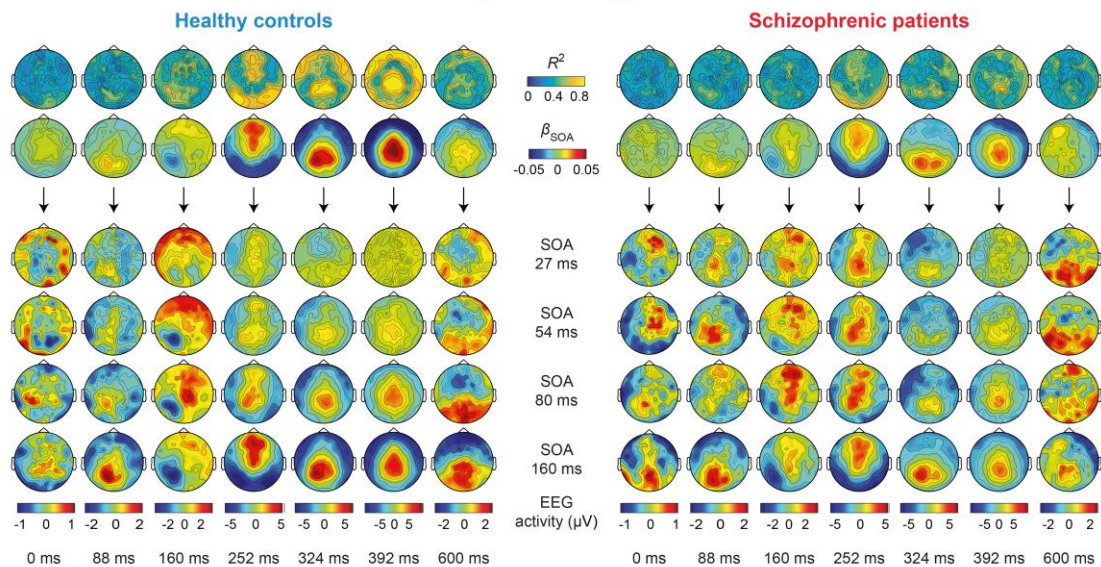 Healthy controls
Schizophrenic patients
R²
0 0.4 0.8
βSOA
-0.05 0 0.05
SOA
27 ms
SOA
54 ms
SOA
80 ms
SOA
160 ms
EEG
activity (µV)
-1 0 1 -2 0 2 -2 0 2 -5 0 5 -5 0 5 -5 0 5 -2 0 2
-1 0 1 -2 0 2 -2 0 2 -5 0 5 -5 0 5 -5 0 5 -2 0 2
0 ms 88 ms 160 ms 252 ms 324 ms 392 ms 600 ms
0 ms 88 ms 160 ms 252 ms 324 ms 392 ms 600 ms